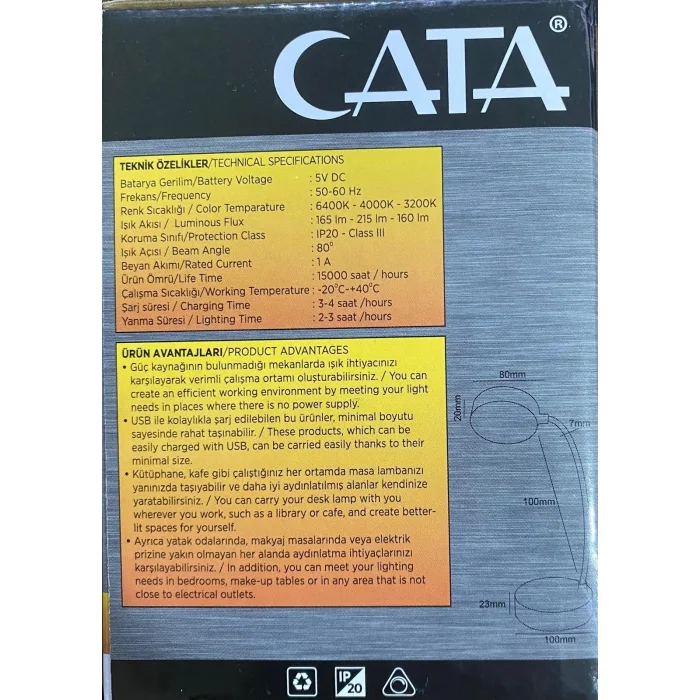 CATA®
TEKNİK ÖZELİKLER/TECHNICAL SPECIFICATIONS
Batarya Gerilim/Battery Voltage : 5V DC
Frekans/Frequency : 50-60 Hz
Renk Sıcaklığı / Color Temparature : 6400K - 4000K - 3200K
Işık Akısı / Luminous Flux : 165 lm - 215 lm - 160 lm
Koruma Sınıfı/Protection Class : IP20 - Class III
Işık Açısı / Beam Angle : 80°
Beyan Akımı/Rated Current : 1 A
Ürün Ömrü/Life Time : 15000 saat / hours
Çalışma Sıcaklığı/Working Temperature : -20°C-+40°C
Şarj süresi / Charging Time : 3-4 saat /hours
Yanma Süresi / Lighting Time : 2-3 saat/hours
ÜRÜN AVANTAJLARI/PRODUCT ADVANTAGES
• Güç kaynağının bulunmadığı mekanlarda ışık ihtiyacınızı
karşılayarak verimli çalışma ortamı oluşturabilirsiniz. / You can
create an efficient working environment by meeting your light
needs in places where there is no power supply.
• USB ile kolaylıkla şarj edilebilen bu ürünler, minimal boyutu
sayesinde rahat taşınabilir. / These products, which can be
easily charged with USB, can be carried easily thanks to their
minimal size.
• Kütüphane, kafe gibi çalıştığınız her ortamda masa lambanızı
yanınızda taşıyabilir ve daha iyi aydınlatılmış alanlar kendinize
yaratabilirsiniz. / You can carry your desk lamp with you
wherever you work, such as a library or cafe, and create better-
lit spaces for yourself.
• Ayrıca yatak odalarında, makyaj masalarında veya elektrik
prizine yakın olmayan her alanda aydınlatma ihtiyaçlarınızı
karşılayabilirsiniz. / In addition, you can meet your lighting
needs in bedrooms, make-up tables or in any area that is not
close to electrical outlets.
80mm
20mm
7mm
100mm
23mm
100mm
IP
20